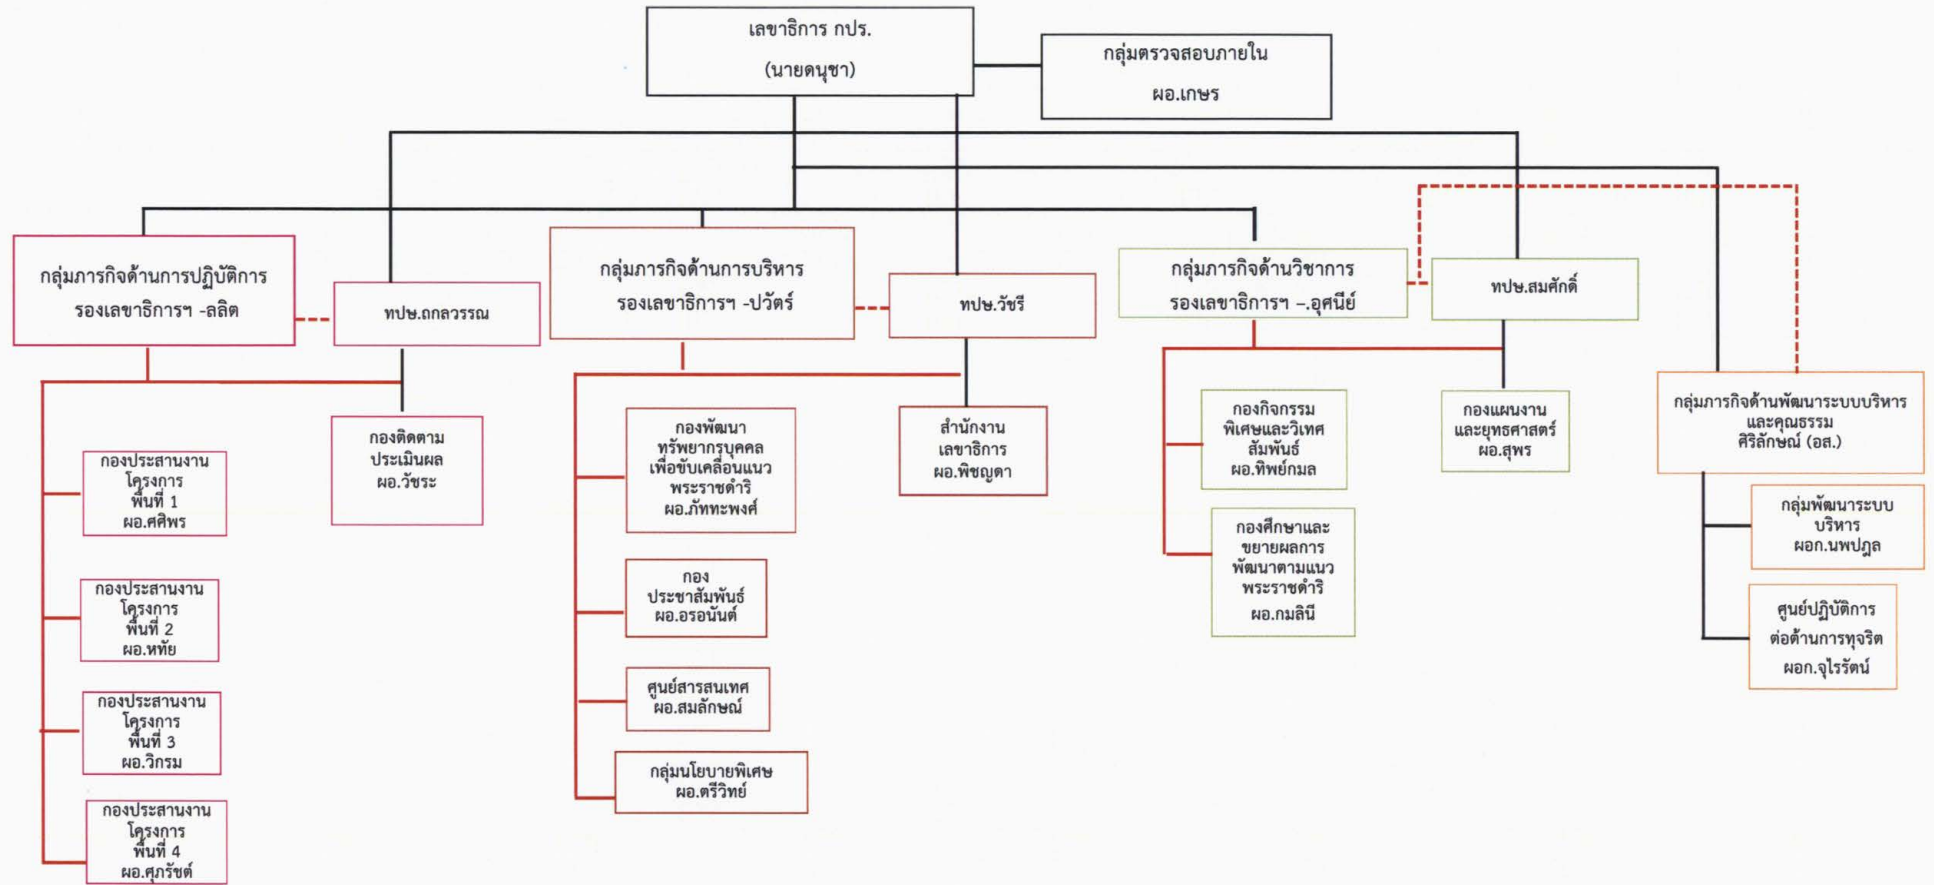 เลขาธิการ กปร.
(นายดนุชา)
กลุ่มตรวจสอบภายใน
ผอ.เกษร
กลุ่มภารกิจด้านการปฏิบัติการ
รองเลขาธิการฯ -ลลิต
ทปษ.ถกลวรรณ
กลุ่มภารกิจด้านการบริหาร
รองเลขาธิการฯ -ปวัตร์
ทปษ.วัชรี
กลุ่มภารกิจด้านวิชาการ
รองเลขาธิการฯ –.อุศนีย์
ทปษ.สมศักดิ์
กลุ่มภารกิจด้านพัฒนาระบบบริหาร
และคุณธรรม
ศิริลักษณ์ (อส.)
กองประสานงาน
โครงการ
พื้นที่ 1
ผอ.ศศิพร
กองประสานงาน
โครงการ
พื้นที่ 2
ผอ.หทัย
กองประสานงาน
โครงการ
พื้นที่ 3
ผอ.วิกรม
กองประสานงาน
โครงการ
พื้นที่ 4
ผอ.ศุภรัชต์
กองติดตาม
ประเมินผล
ผอ.วัชระ
กองพัฒนา
ทรัพยากรบุคคล
เพื่อขับเคลื่อนแนว
พระราชดำริ
ผอ.ภัททะพงศ์
กอง
ประชาสัมพันธ์
ผอ.อรอนันต์
ศูนย์สารสนเทศ
ผอ.สมลักษณ์
กลุ่มนโยบายพิเศษ
ผอ.ตรีวิทย์
สำนักงาน
เลขาธิการ
ผอ.พิชญดา
กองกิจกรรม
พิเศษและวิเทศ
สัมพันธ์
ผอ.ทิพย์กมล
กองศึกษาและ
ขยายผลการ
พัฒนาตามแนว
พระราชดำริ
ผอ.กมลินี
กองแผนงาน
และยุทธศาสตร์
ผอ.สุพร
กลุ่มพัฒนาระบบ
บริหาร
ผอก.นพปฎล
ศูนย์ปฏิบัติการ
ต่อต้านการทุจริต
ผอก.จุไรรัตน์